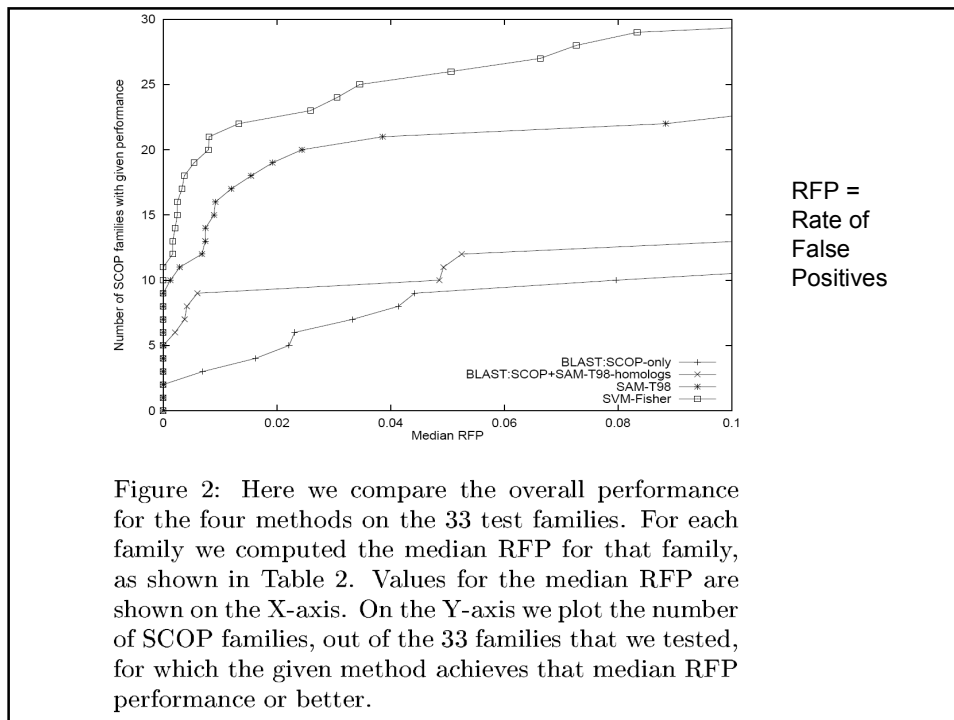 30
25
20
15
10
5
0
Number of SCOP families with given performance
0
0.02
0.04
0.06
0.08
0.1
Median RFP
BLAST:SCOP-only
BLAST:SCOP+SAM-T98-homologs
SAM-T98
SVM-Fisher
RFP =
Rate of
False
Positives
Figure 2: Here we compare the overall performance
for the four methods on the 33 test families. For each
family we computed the median RFP for that family,
as shown in Table 2. Values for the median RFP are
shown on the X-axis. On the Y-axis we plot the number
of SCOP families, out of the 33 families that we tested,
for which the given method achieves that median RFP
performance or better.